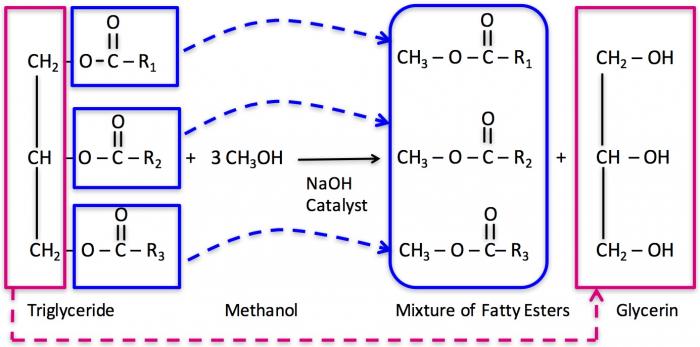 O
||
CH₂ – O – C – R₁
O
||
CH – O – C – R₂
O
||
CH₂ – O – C – R₃
+ 3 CH₃OH
NaOH
Catalyst
O
||
CH₃ – O – C – R₁
O
||
CH₃ – O – C – R₂
O
||
CH₃ – O – C – R₃
+
CH₂ – OH
CH – OH
CH₂ – OH
Triglyceride
Methanol
Mixture of Fatty Esters
Glycerin